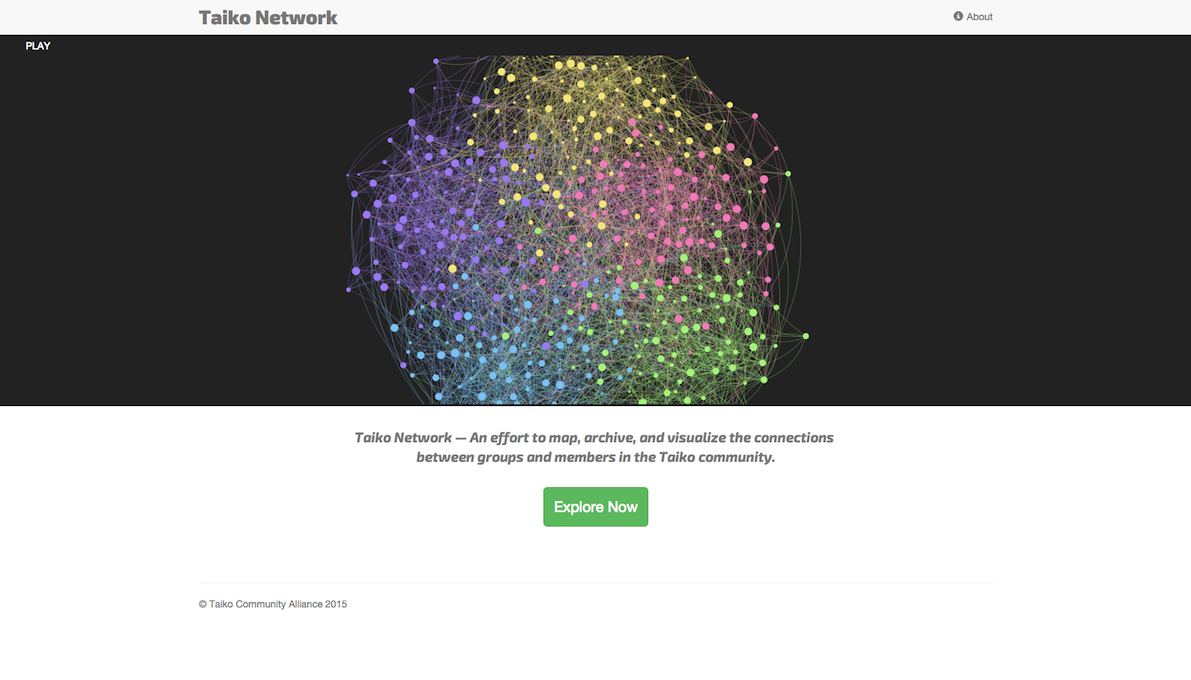 Taiko Network
About
PLAY
Taiko Network — An effort to map, archive, and visualize the connections
between groups and members in the Taiko community.
Explore Now
© Taiko Community Alliance 2015